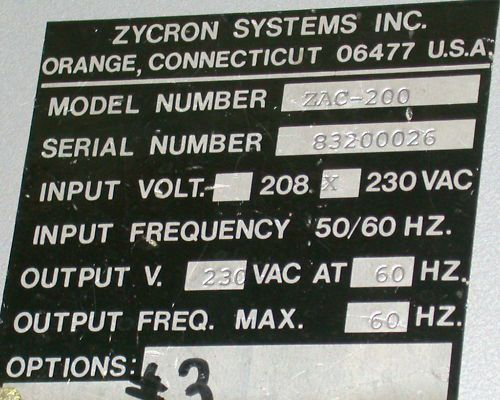 ZYCRON SYSTEMS INC.
ORANGE, CONNECTICUT 06477 U.S.A
MODEL NUMBER ZAC-200
SERIAL NUMBER 83200026
INPUT VOLT. 208 X 230 VAC
INPUT FREQUENCY 50/60 HZ.
OUTPUT V. 230 VAC AT 60 HZ.
OUTPUT FREQ. MAX. 60 HZ.
OPTIONS:
#3